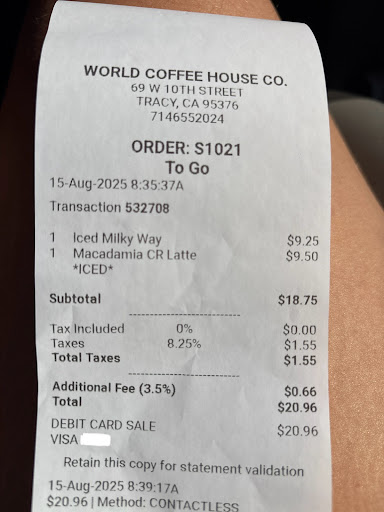 WORLD COFFEE HOUSE CO.
69 W 10TH STREET
TRACY, CA 95376
7146552024
ORDER: S1021
To Go
15-Aug-2025 8:35:37A
Transaction 532708
1 Iced Milky Way $9.25
1 Macadamia CR Latte $9.50
*ICED*
Subtotal $18.75
Tax Included 0% $0.00
Taxes 8.25% $1.55
Total Taxes $1.55
Additional Fee (3.5%) $0.66
Total $20.96
DEBIT CARD SALE $20.96
VISA
Retain this copy for statement validation
15-Aug-2025 8:39:17A
$20.96 | Method: CONTACTLESS